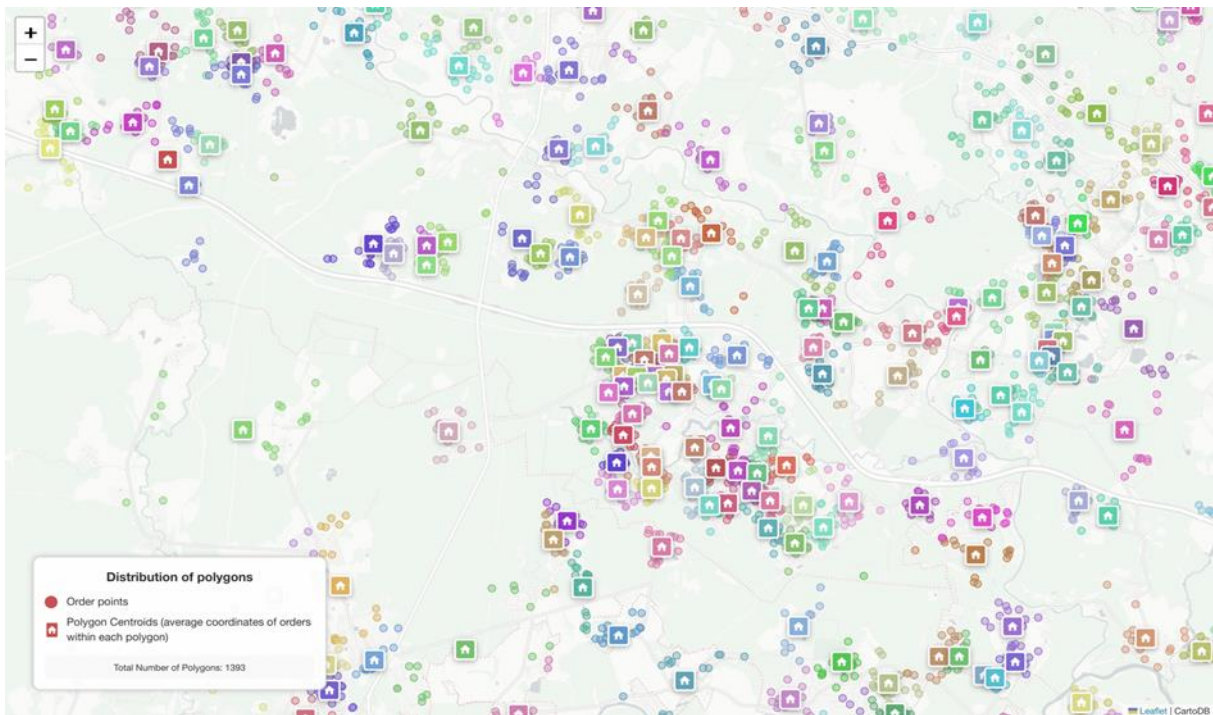 +
−
Distribution of polygons
Order points
Polygon Centroids (average coordinates of orders
within each polygon)
Total Number of Polygons: 1393
Leaflet | CartoDB